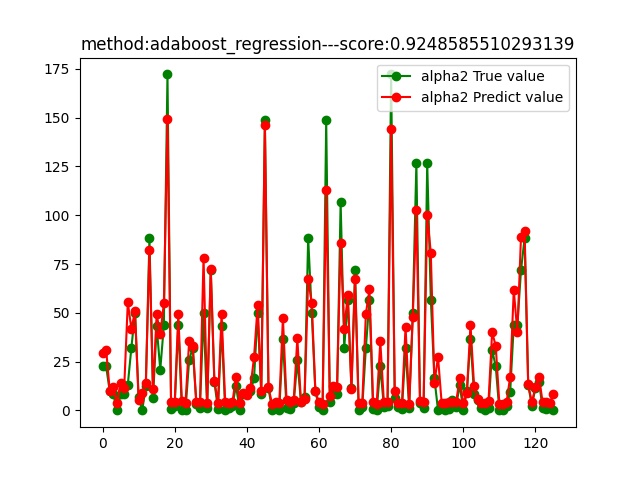 method:adaboost_regression---score:0.9248585510293139
alpha2 True value
alpha2 Predict value
175
150
125
100
75
50
25
0
0 20 40 60 80 100 120